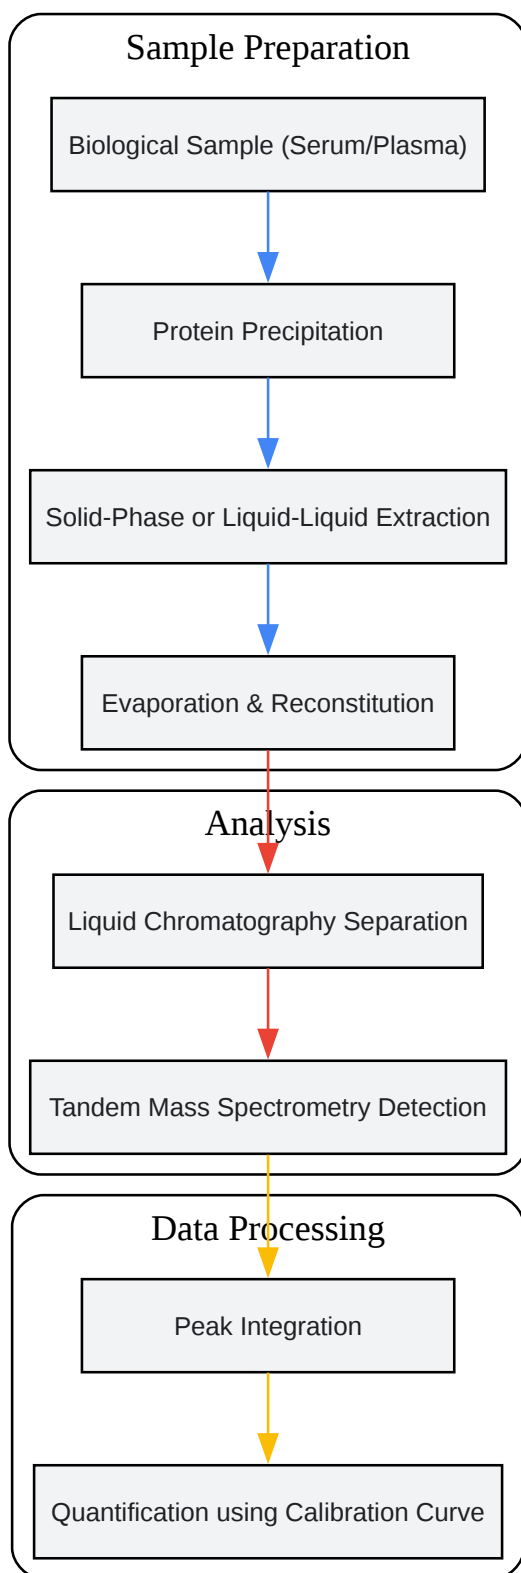 Sample Preparation
Biological Sample (Serum/Plasma)
Protein Precipitation
Solid-Phase or Liquid-Liquid Extraction
Evaporation & Reconstitution
Analysis
Liquid Chromatography Separation
Tandem Mass Spectrometry Detection
Data Processing
Peak Integration
Quantification using Calibration Curve